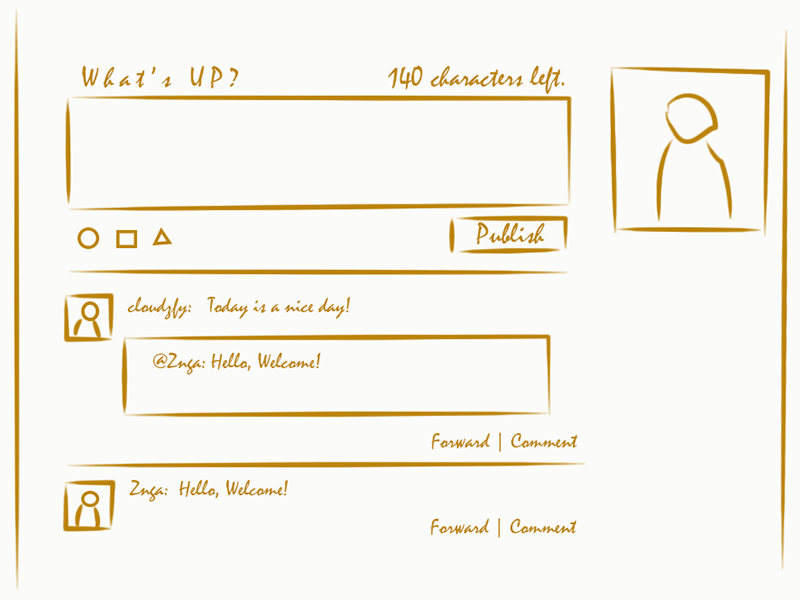 What's UP?
140 characters left.
Publish
cloudzfy: Today is a nice day!
@Znga: Hello, Welcome!
Forward | Comment
Znga: Hello, Welcome!
Forward | Comment